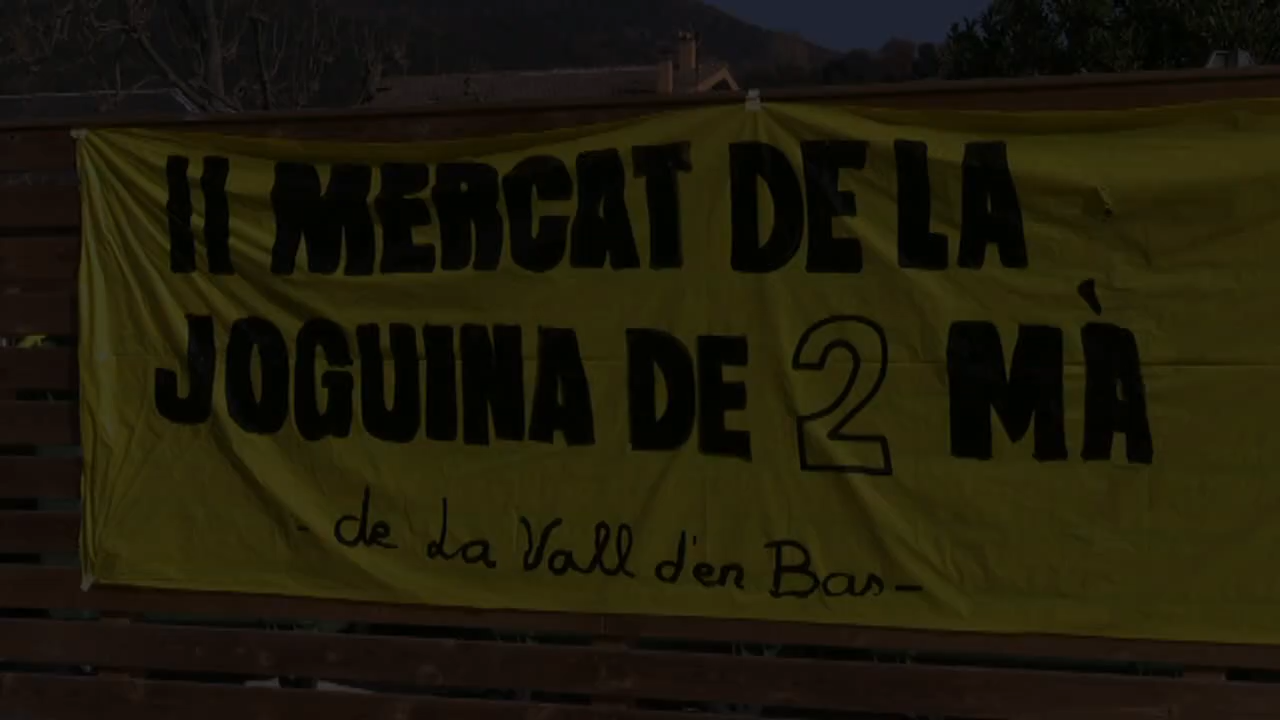 II MERCAT DE LA
JOGUINA DE 2 MÀ
- de La Vall d'en Bas -